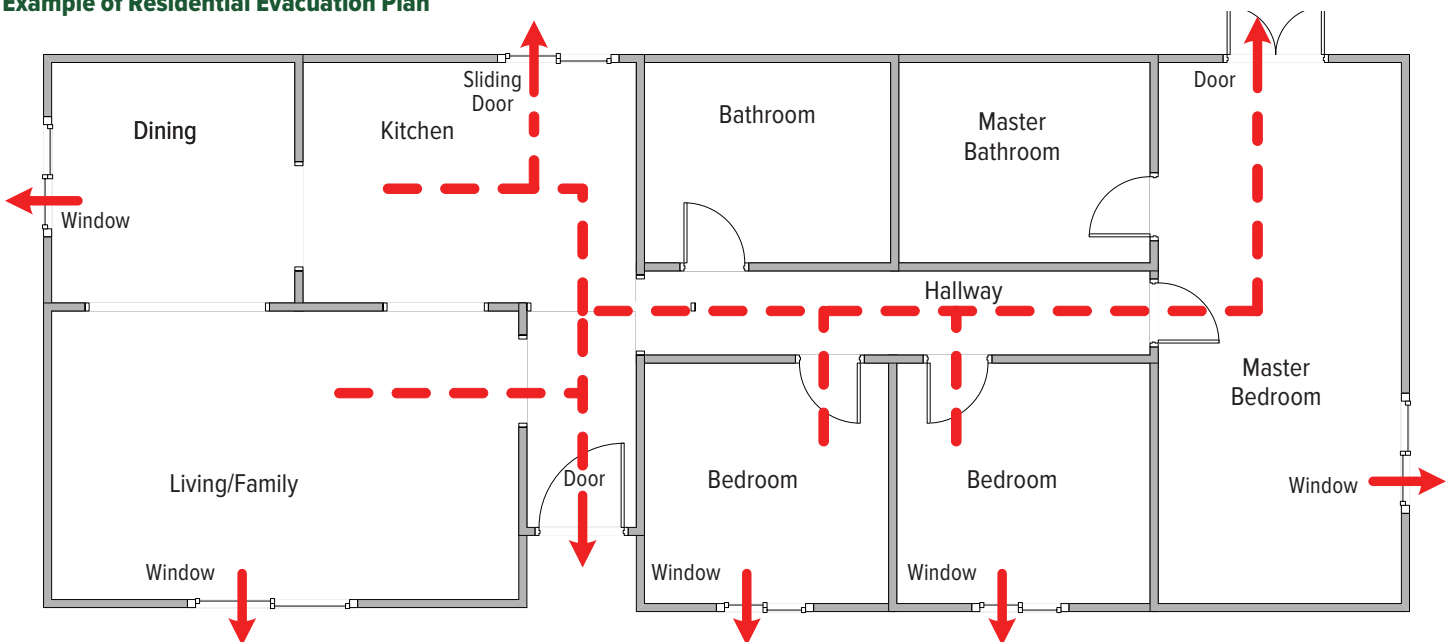 Example of Residential Evacuation Plan
Dining
Kitchen
Sliding
Door
Bathroom
Master
Bathroom
Door
Window
Hallway
Master
Bedroom
Living/Family
Door
Bedroom
Bedroom
Window
Window
Window
Window